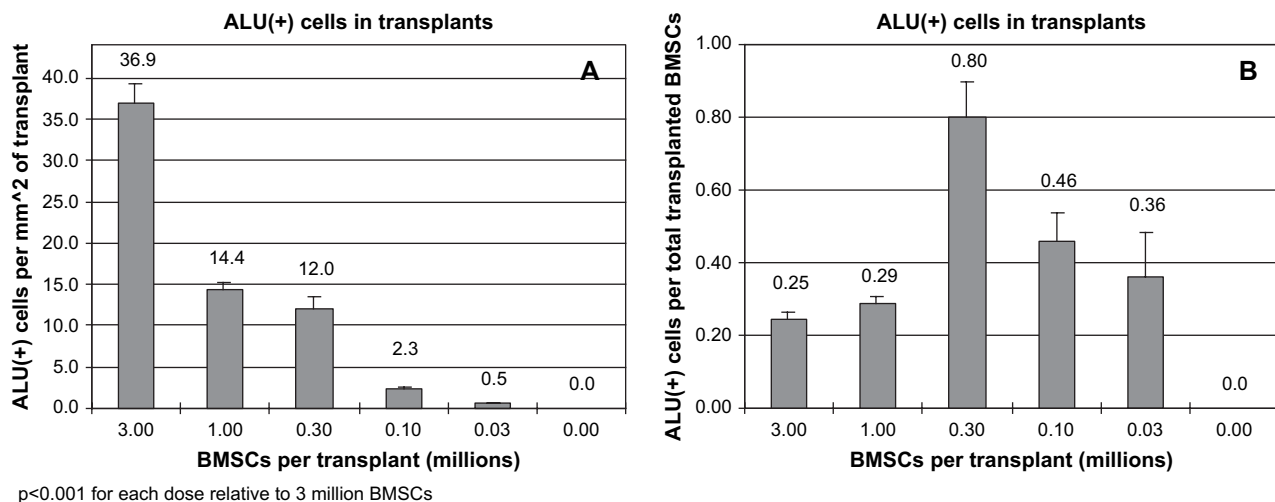 ALU(+) cells in transplants
A
ALU(+) cells per mm^2 of transplant
40.0
35.0
30.0
25.0
20.0
15.0
10.0
5.0
0.0
36.9
14.4
12.0
2.3
0.5
0.0
3.00 1.00 0.30 0.10 0.03 0.00
BMSCs per transplant (millions)
p<0.001 for each dose relative to 3 million BMSCs
ALU(+) cells in transplants
B
ALU(+) cells per total transplanted BMSCs
1.00
0.80
0.60
0.40
0.20
0.00
0.25
0.29
0.80
0.46
0.36
0.0
3.00 1.00 0.30 0.10 0.03 0.00
BMSCs per transplant (millions)